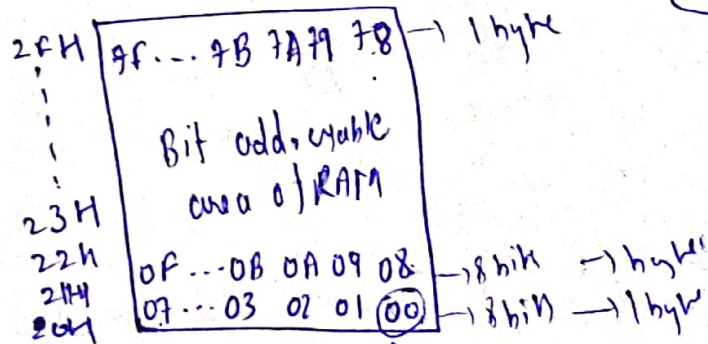 2FH 7F... 7B 7A 79 78 → 1 byte
Bit addressable
area of RAM
23H
22H 0F...0B 0A 09 08 → 8 bits → 1 byte
21H
20H 07...03 02 01 00 → 8 bits → 1 byte